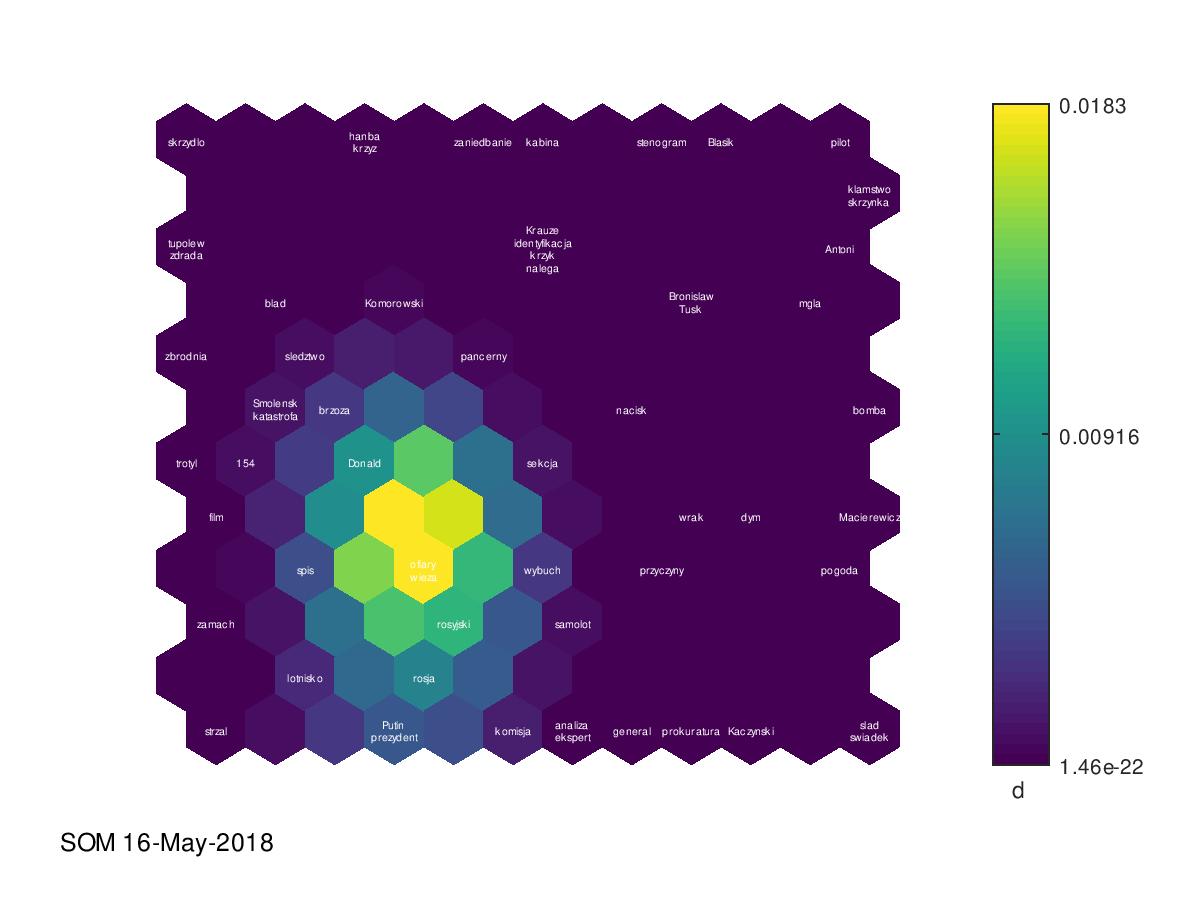 0.0183
skrzydlo
hanba
krzyz
zaniedbanie
kabina
stenogram
Blasik
pilot
klamstwo
skrzynka
tupolew
zdrada
Krauze
identyfikacja
krzyk
nalega
Antoni
blad
Komorowski
Bronislaw
Tusk
mgla
zbrodnia
sledztwo
pancerny
Smolensk
katastrofa
brzoza
nacisk
bomba
0.00916
trotyl
154
Donald
sekcja
film
wrak
dym
Macierewicz
spis
ofiary
wieza
wybuch
przyczyny
pogoda
zamach
rosyjski
samolot
lotnisko
rosja
strzal
Putin
prezydent
komisja
analiza
ekspert
general
prokuratura
Kaczynski
slad
swiadek
1.46e-22
d
SOM 16-May-2018